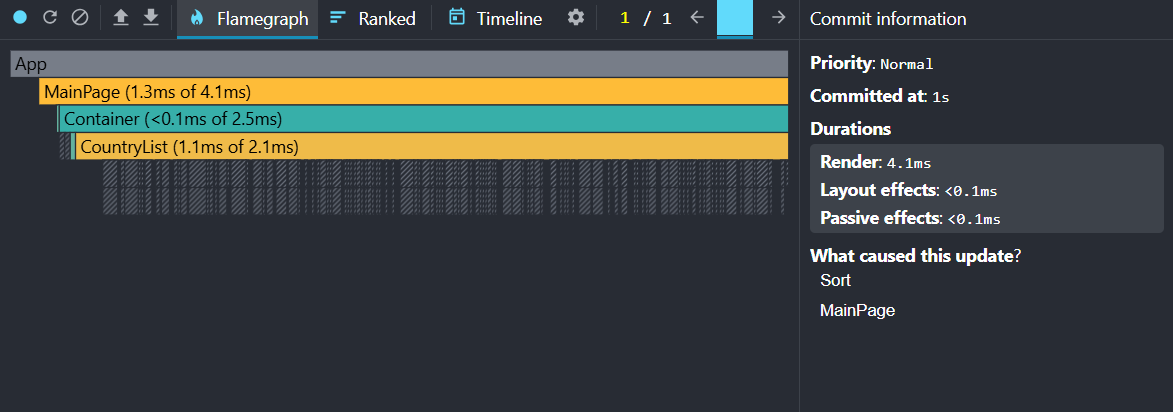 Flamegraph Ranked Timeline 1 / 1 Commit information
App
MainPage (1.3ms of 4.1ms)
Container (<0.1ms of 2.5ms)
CountryList (1.1ms of 2.1ms)
Priority: Normal
Committed at: 1s
Durations
Render: 4.1ms
Layout effects: <0.1ms
Passive effects: <0.1ms
What caused this update?
Sort
MainPage